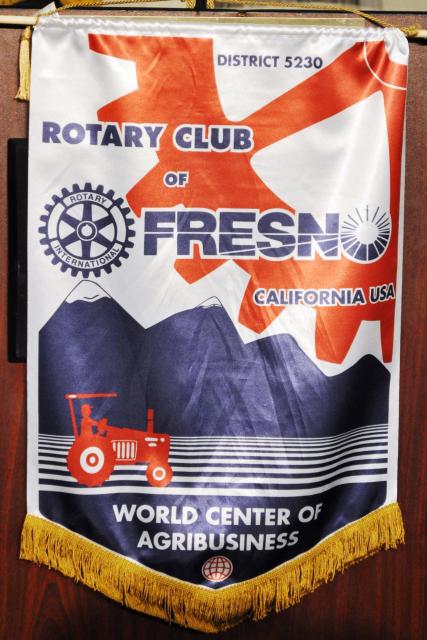 DISTRICT 5230
ROTARY CLUB
OF
ROTARY
INTERNATIONAL
FRESNO
CALIFORNIA USA
WORLD CENTER OF
AGRIBUSINESS